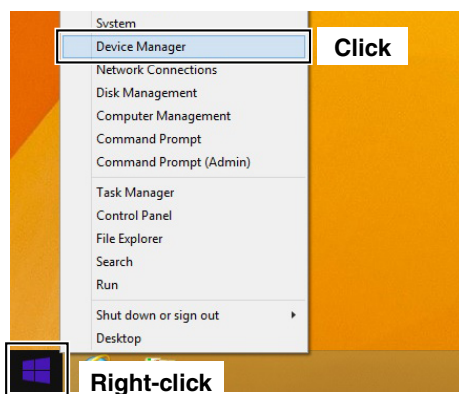 System
Device Manager
Click
Network Connections
Disk Management
Computer Management
Command Prompt
Command Prompt (Admin)
Task Manager
Control Panel
File Explorer
Search
Run
Shut down or sign out
Desktop
Right-click